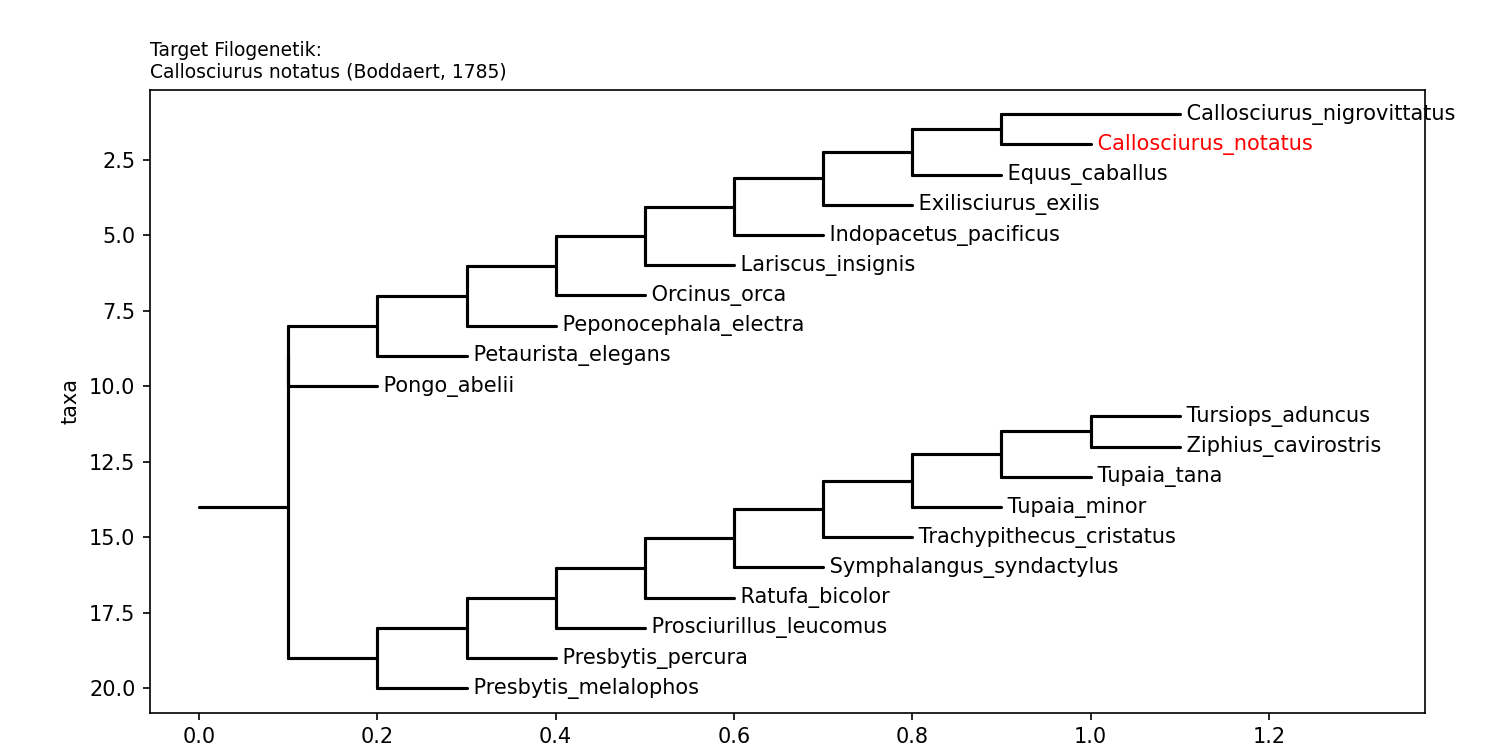 Target Filogenetik:
Callosciurus notatus (Boddaert, 1785)
Callosciurus_nigrovittatus
Callosciurus_notatus
2.5
Equus_caballus
Exilisciurus_exilis
5.0
Indopacetus_pacificus
Lariscus_insignis
Orcinus_orca
7.5
Peponocephala_electra
Petaurista_elegans
10.0
Pongo_abelii
taxa
Tursiops_aduncus
Ziphius_cavirostris
12.5
Tupaia_tana
Tupaia_minor
15.0
Trachypithecus_cristatus
Symphalangus_syndactylus
Ratufa_bicolor
17.5
Prosciurillus_leucomus
Presbytis_percura
20.0
Presbytis_melalophos
0.0 0.2 0.4 0.6 0.8 1.0 1.2